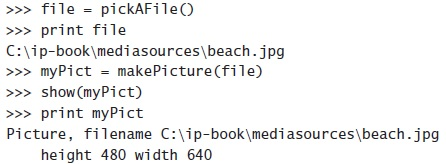 >>> file = pickAFile()
>>> print file
C:\ip-book\mediasources\beach.jpg
>>> myPict = makePicture(file)
>>> show(myPict)
>>> print myPict
Picture, filename C:\ip-book\mediasources\beach.jpg
    height 480 width 640